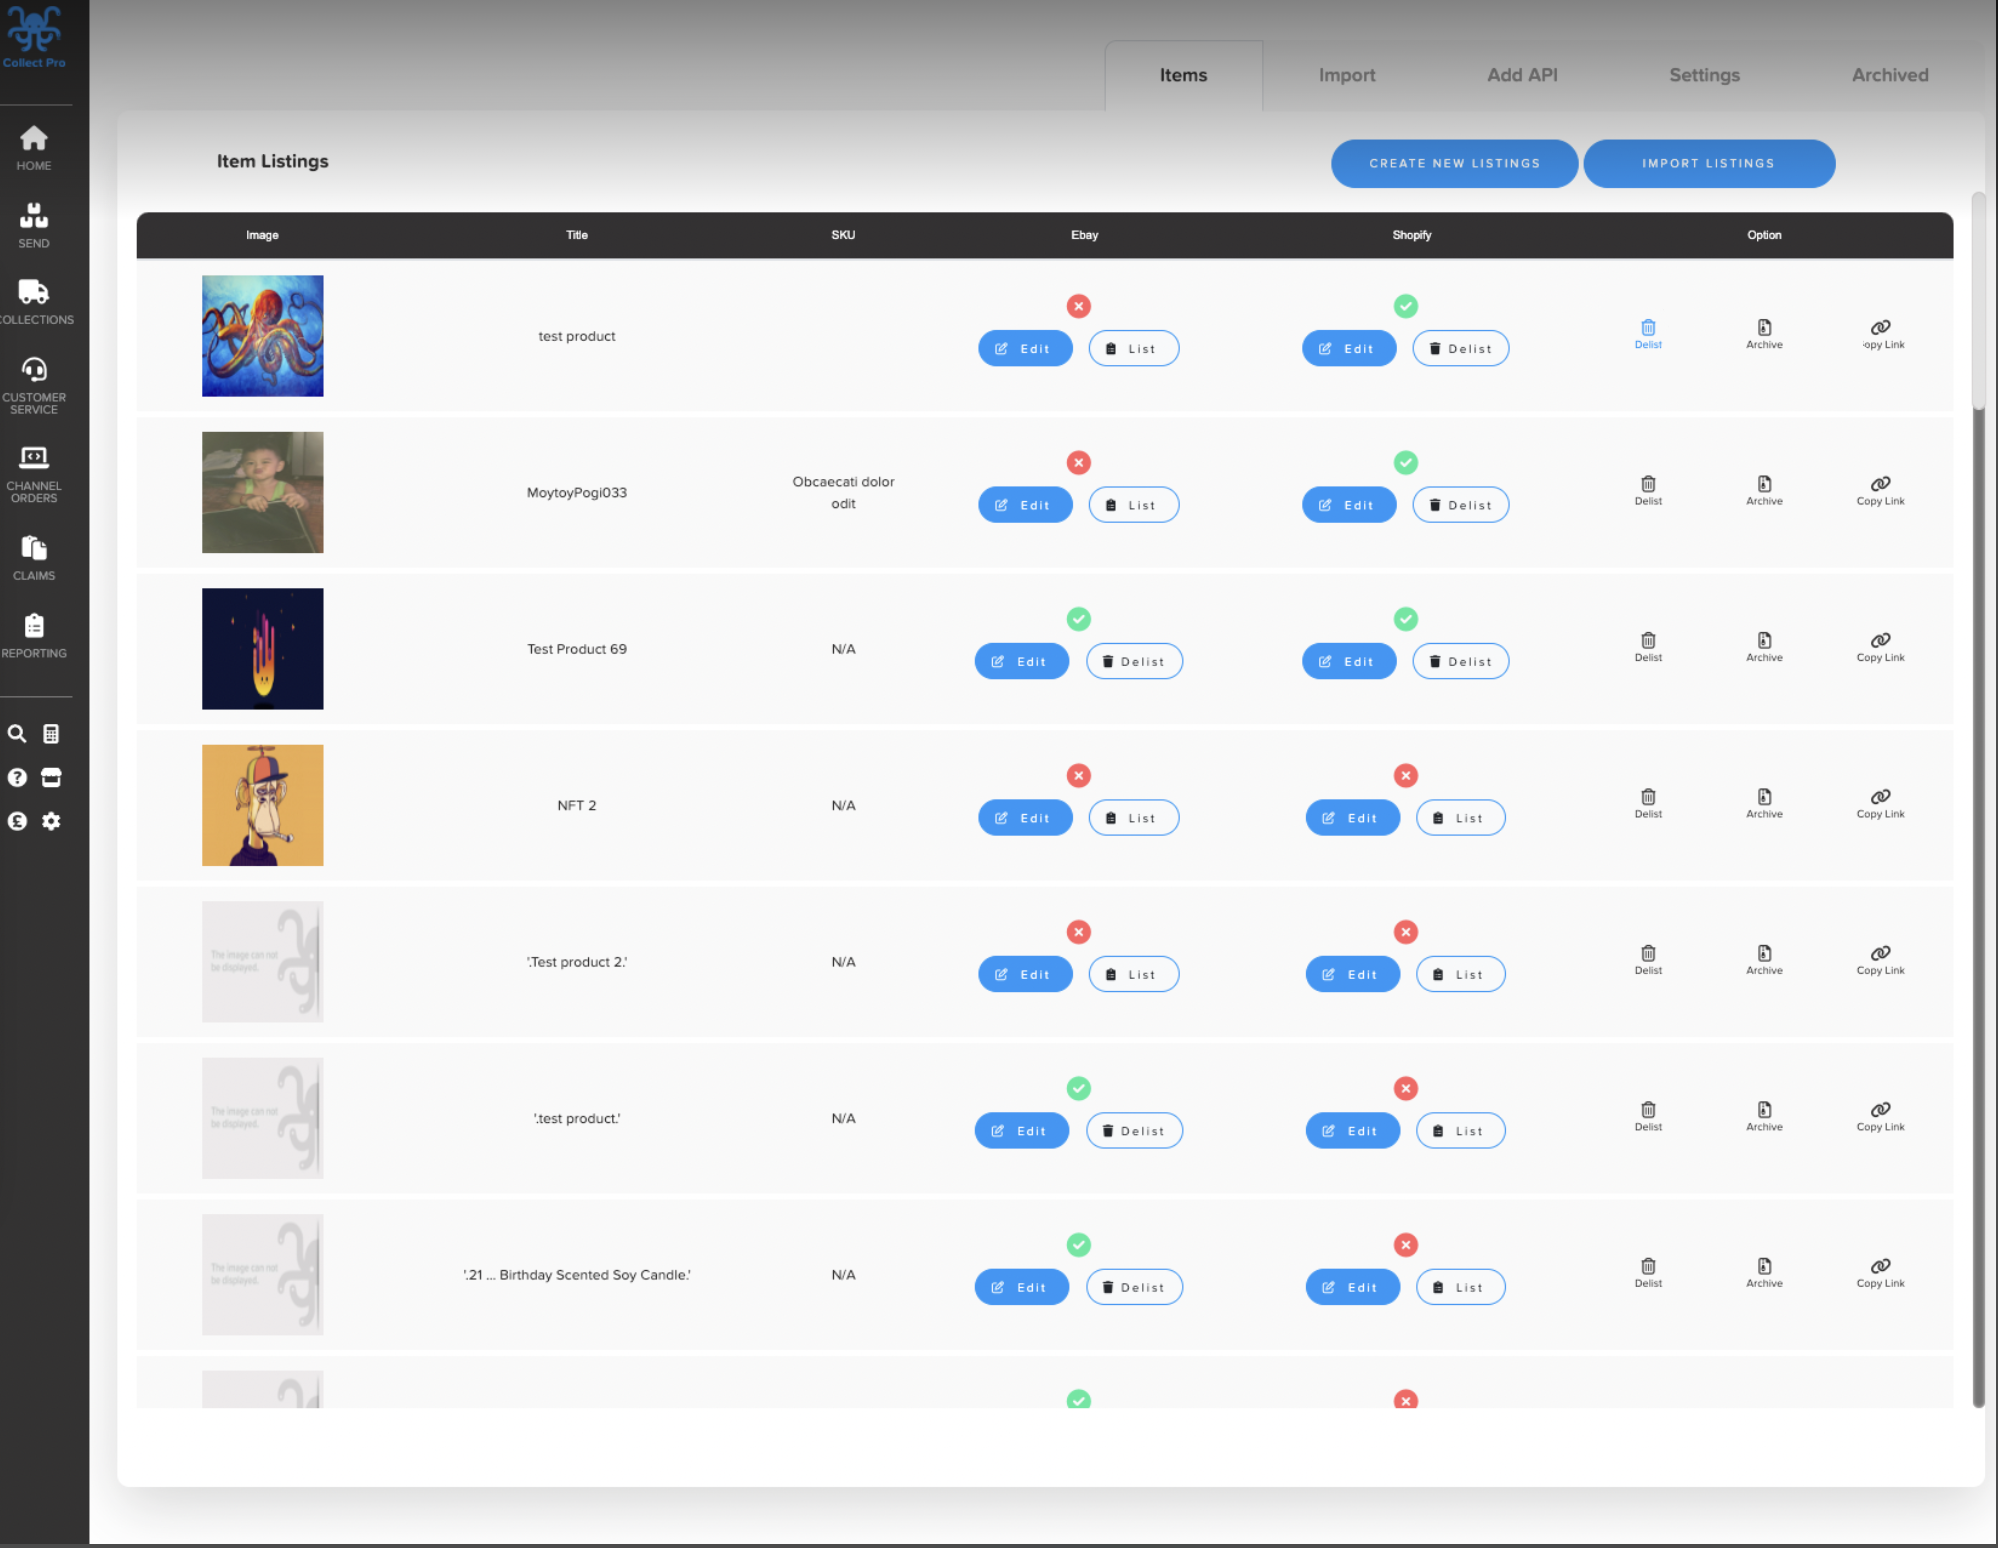 Collect Pro
Items
Import
Add API
Settings
Archived
HOME
SEND
COLLECTIONS
CUSTOMER
SERVICE
CHANNEL
ORDERS
CLAIMS
REPORTING
Item Listings
CREATE NEW LISTINGS
IMPORT LISTINGS
Image Title SKU Ebay Shopify Option
test product
Edit List Edit Delist
Delist Archive opy Link
MoytoyPogi033
Obcaecati dolor
odit
Edit List Edit Delist
Delist Archive Copy Link
Test Product 69 N/A
Edit Delist Edit Delist
Delist Archive Copy Link
NFT 2 N/A
Edit List Edit List
Delist Archive Copy Link
The image can not
be displayed.
'.Test product 2.' N/A
Edit List Edit List
Delist Archive Copy Link
The image can not
be displayed.
'.test product.' N/A
Edit Delist Edit List
Delist Archive Copy Link
The image can not
be displayed.
'.21 ... Birthday Scented Soy Candle.' N/A
Edit Delist Edit List
Delist Archive Copy Link